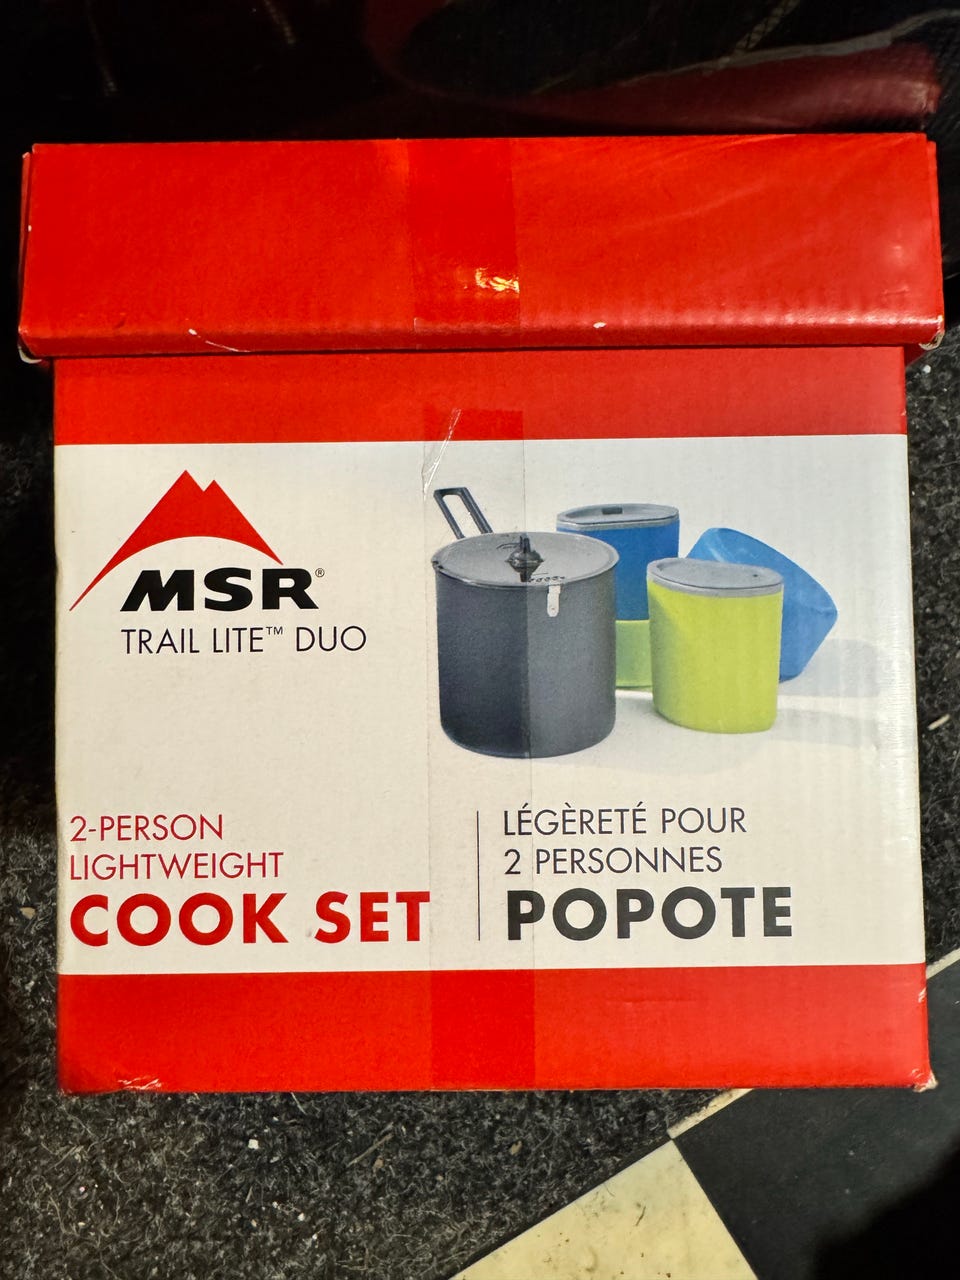 MSR®
TRAIL LITE™ DUO
2-PERSON
LIGHTWEIGHT
COOK SET
LÉGÈRETÉ POUR
2 PERSONNES
POPOTE